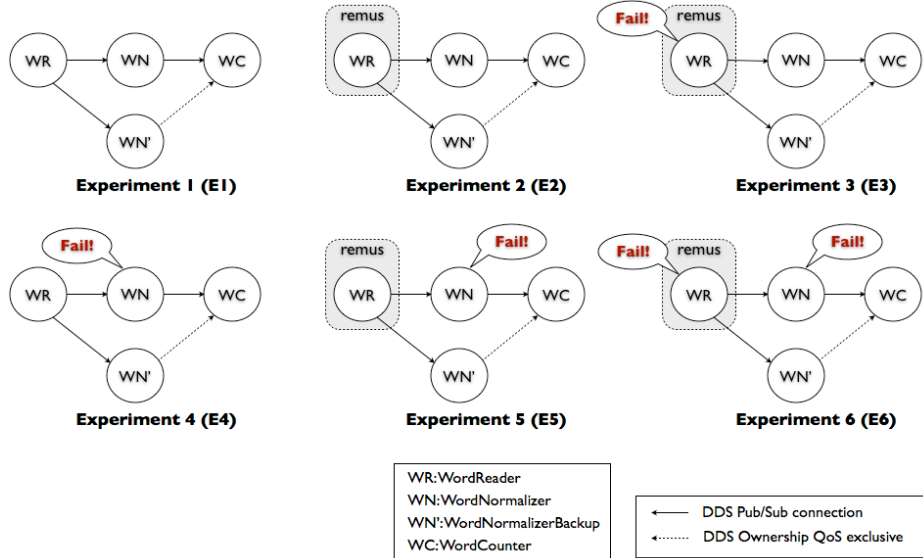 WR
WN
WC
WN'
Experiment 1 (E1)
remus
WR
WN
WC
WN'
Experiment 2 (E2)
Fail!
remus
WR
WN
WC
WN'
Experiment 3 (E3)
Fail!
WR
WN
WC
WN'
Experiment 4 (E4)
remus
Fail!
WR
WN
WC
WN'
Experiment 5 (E5)
Fail!
remus
Fail!
WR
WN
WC
WN'
Experiment 6 (E6)
WR:WordReader
WN:WordNormalizer
WN':WordNormalizerBackup
WC:WordCounter
DDS Pub/Sub connection
DDS Ownership QoS exclusive